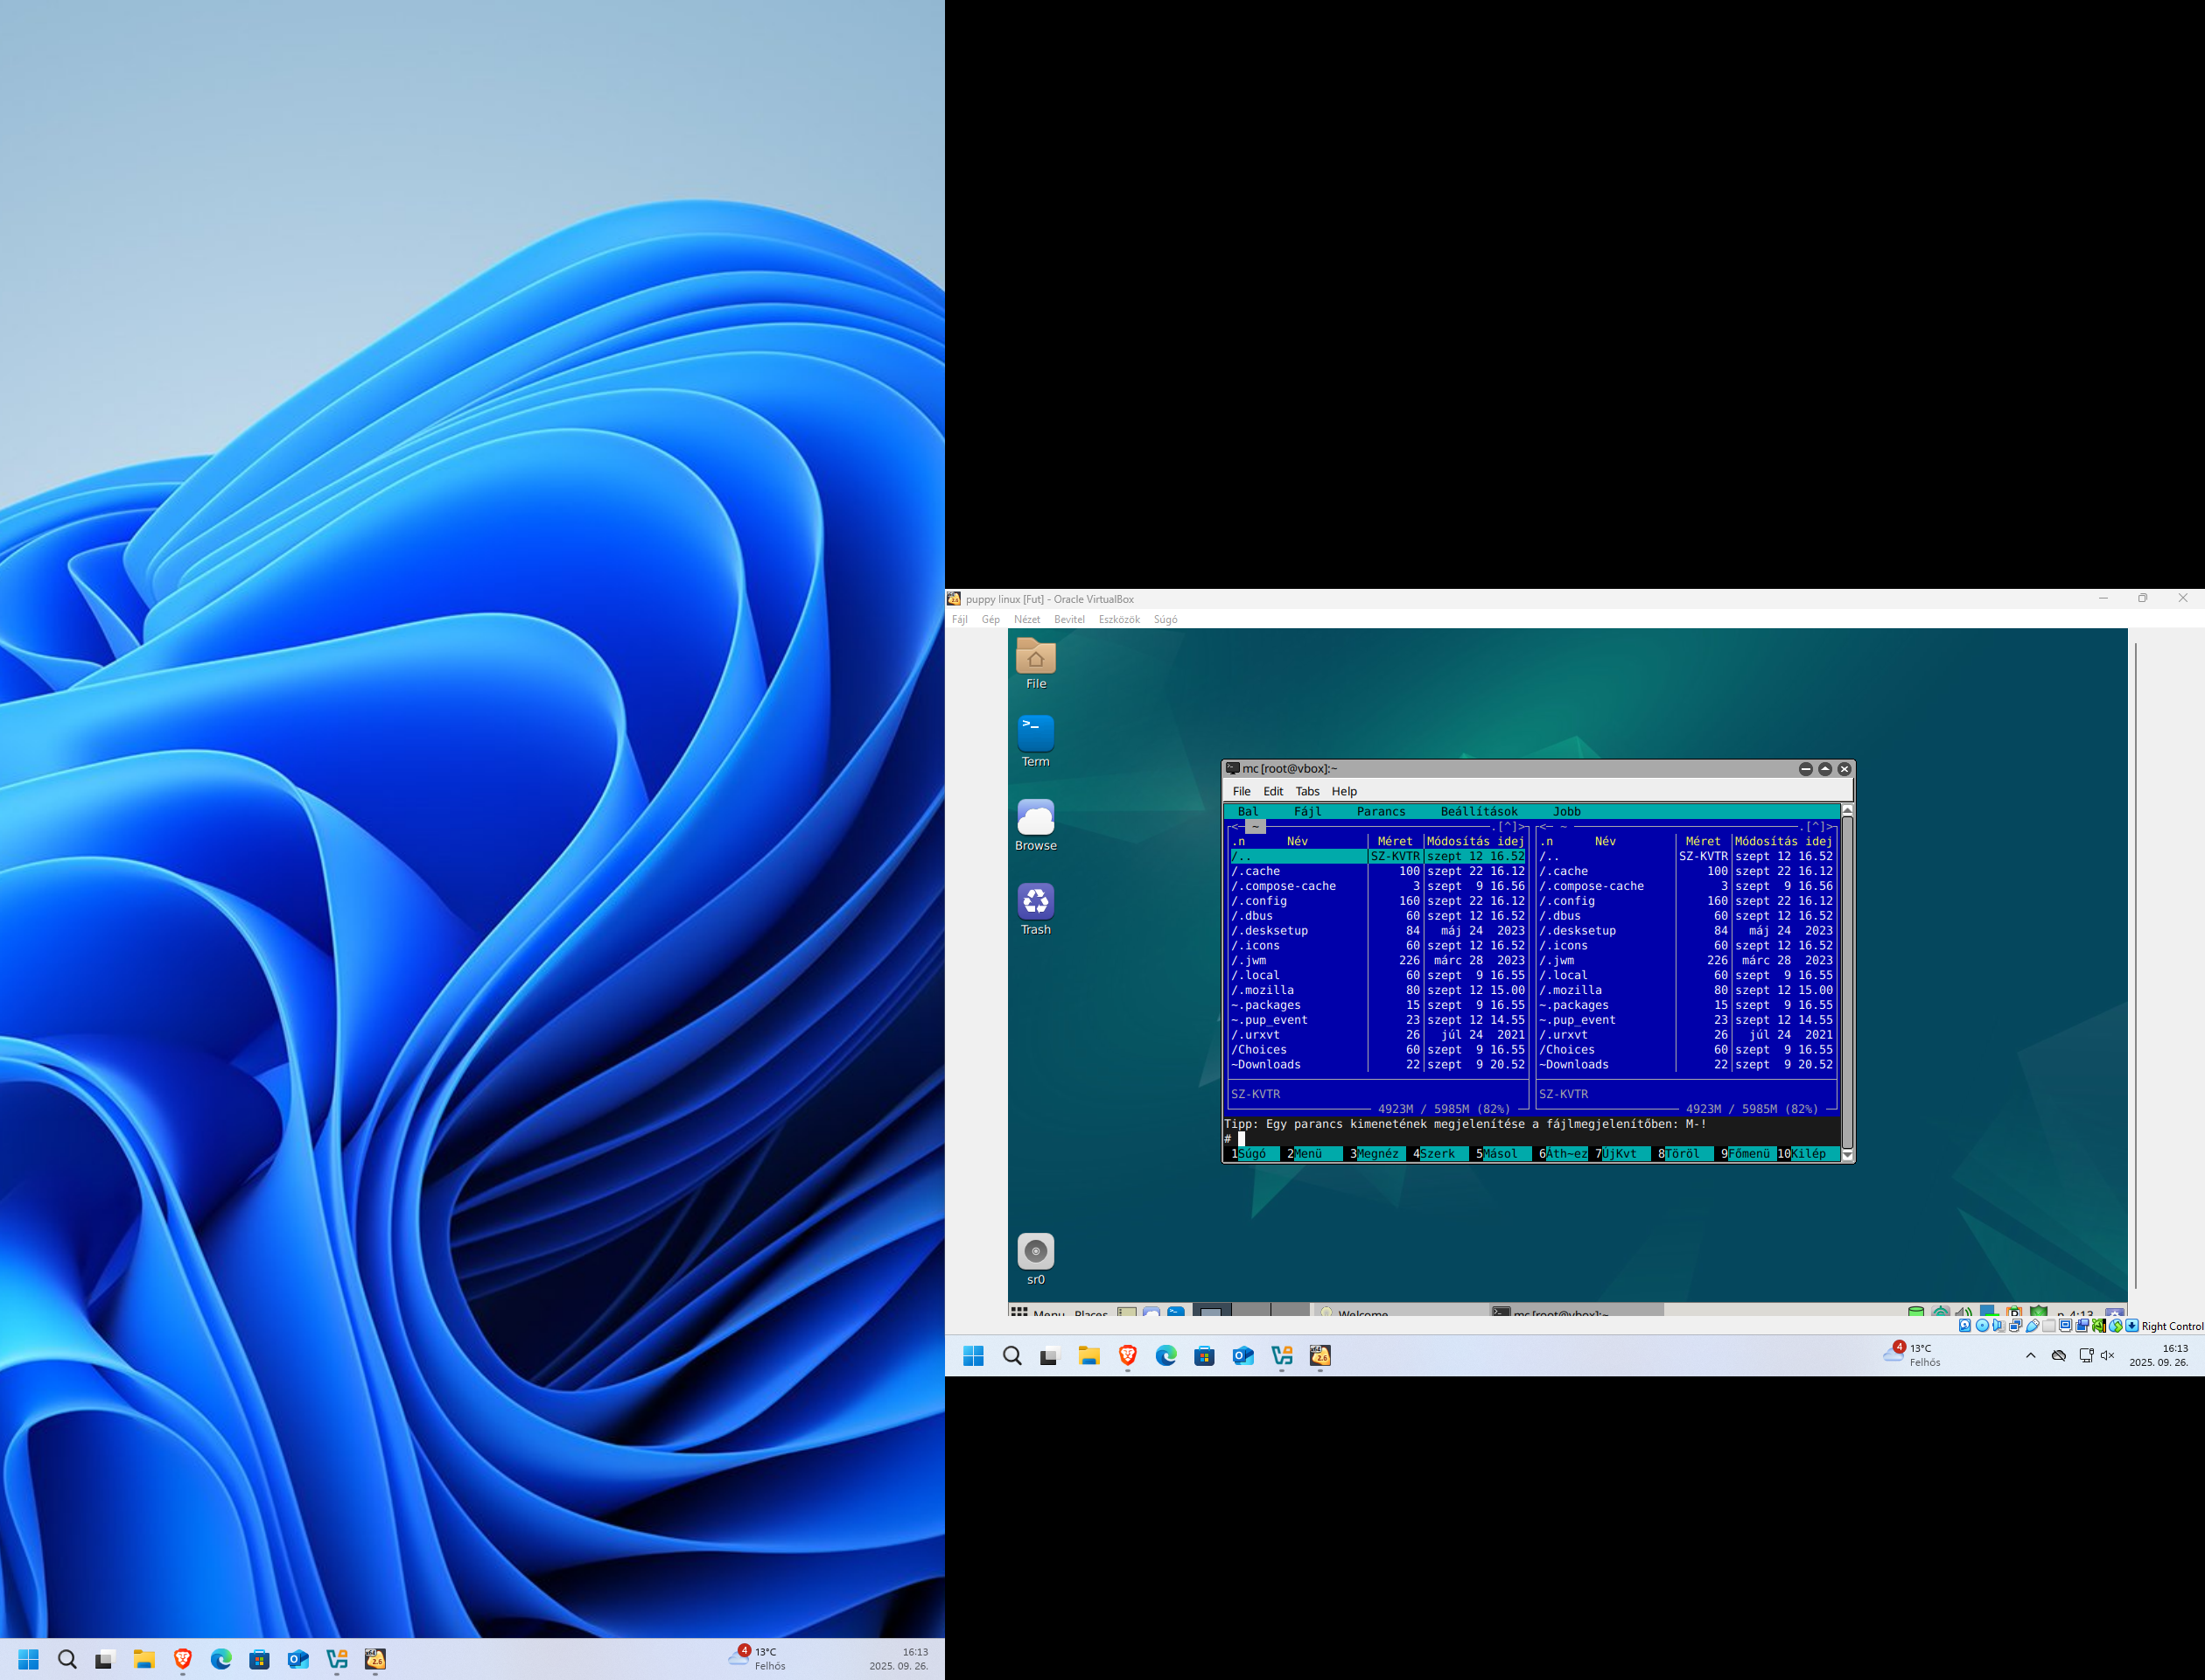 puppy linux [Fut] - Oracle VirtualBox
Fájl Gép Nézet Bevitel Eszközök Súgó
File
Term
Browse
Trash
sr0
mc [root@vbox]:~
File Edit Tabs Help
Bal Fájl Parancs Beállítások Jobb
<─ ~ ─.[^]>┐ <─ ~ ─.[^]>
.n Név Méret Módosítás idej .n Név Méret Módosítás idej
/.. SZ-KVTR szept 12 16.52 /.. SZ-KVTR szept 12 16.52
/.cache 100 szept 22 16.12 /.cache 100 szept 22 16.12
/.compose-cache 3 szept 9 16.56 /.compose-cache 3 szept 9 16.56
/.config 160 szept 22 16.12 /.config 160 szept 22 16.12
/.dbus 60 szept 12 16.52 /.dbus 60 szept 12 16.52
/.desksetup 84 máj 24 2023 /.desksetup 84 máj 24 2023
/.icons 60 szept 12 16.52 /.icons 60 szept 12 16.52
/.jwm 226 márc 28 2023 /.jwm 226 márc 28 2023
/.local 60 szept 9 16.55 /.local 60 szept 9 16.55
/.mozilla 80 szept 12 15.00 /.mozilla 80 szept 12 15.00
~.packages 15 szept 9 16.55 ~.packages 15 szept 9 16.55
~.pup_event 23 szept 12 14.55 ~.pup_event 23 szept 12 14.55
/.urxvt 26 júl 24 2021 /.urxvt 26 júl 24 2021
/Choices 60 szept 9 16.55 /Choices 60 szept 9 16.55
~Downloads 22 szept 9 20.52 ~Downloads 22 szept 9 20.52
SZ-KVTR SZ-KVTR
4923M / 5985M (82%) 4923M / 5985M (82%)
Tipp: Egy parancs kimenetének megjelenítése a fájlmegjelenítőben: M-!
#
1Súgó 2Menü 3Megnéz 4Szerk 5Másol 6Áth~ez 7ÚjKvt 8Töröl 9Főmenü 10Kilép
Menu Places Welcome mc [root@vbox]:~ p 4:13
Right Control
4 13°C
Felhős
16:13
2025. 09. 26.
4 13°C
Felhős
16:13
2025. 09. 26.